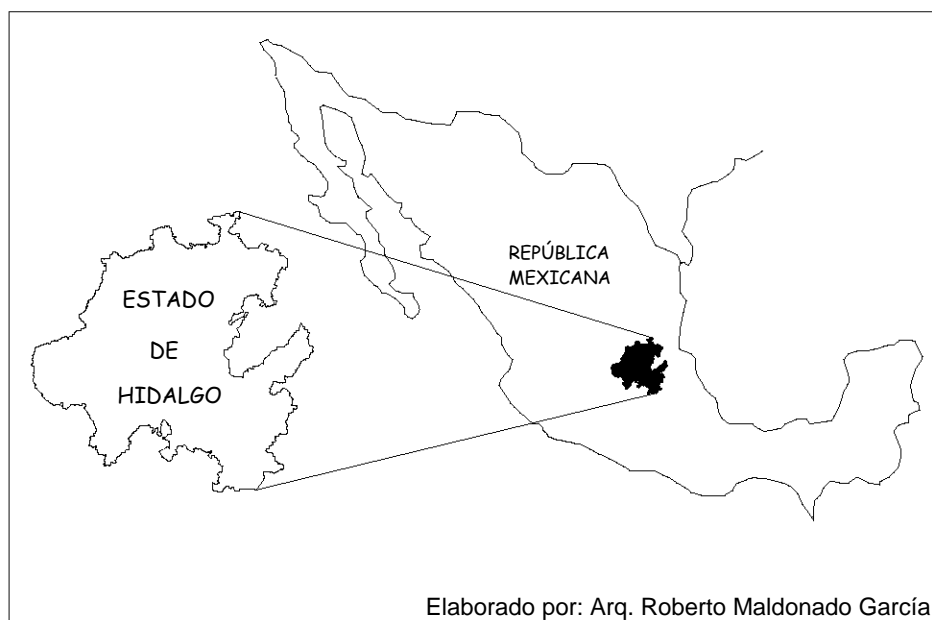 REPÚBLICA
MEXICANA
ESTADO
DE
HIDALGO
Elaborado por: Arq. Roberto Maldonado García